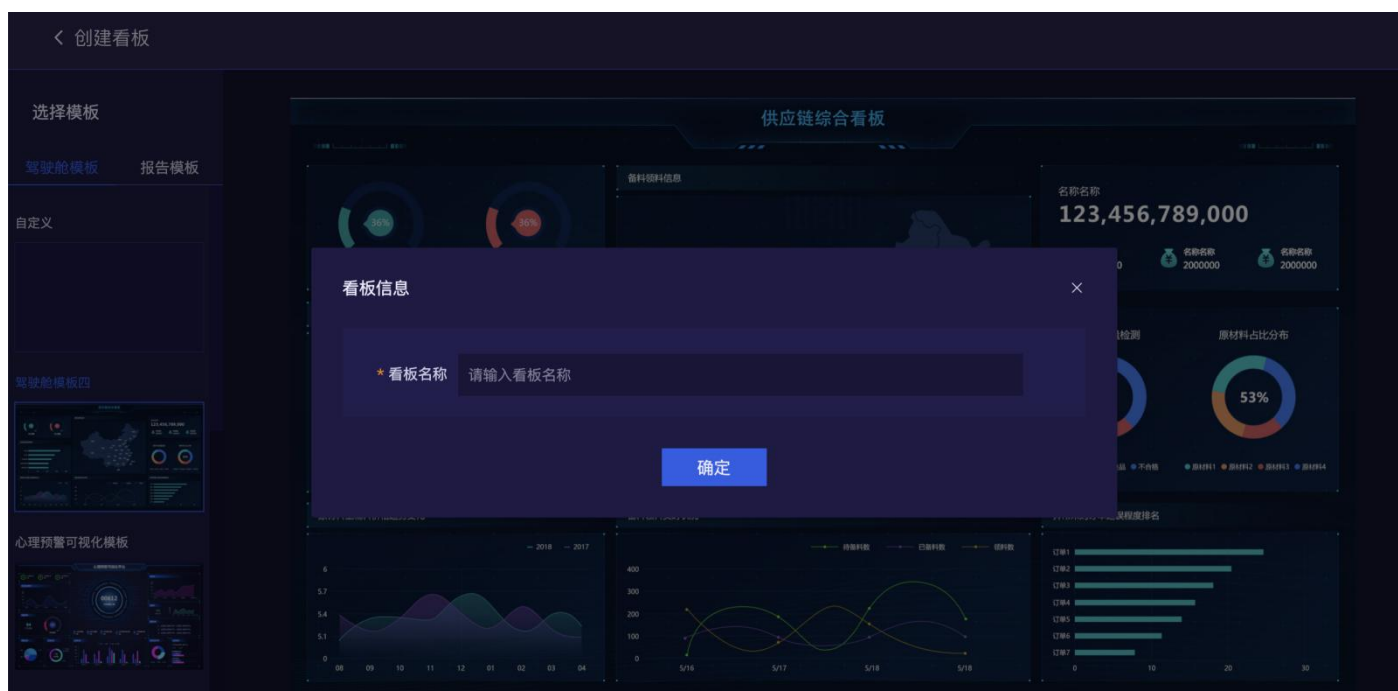 创建看板
选择模板
驾驶舱模板 报告模板
自定义
驾驶舱模板四
心理预警可视化模板
供应链综合看板
36%
36%
备料领料信息
名称名称
123,456,789,000
0
名称名称
2000000
名称名称
2000000
看板信息
* 看板名称 请输入看板名称
确定
检测
原材料占比分布
53%
品 不合格
原材料1 原材料2 原材料3 原材料4
误程度排名
2018 2017
6
5.7
5.4
5.1
0
08 09 10 11 12 01 02 03 04
待备料数 已备料数 领料数
400
300
200
100
0
5/16 5/17 5/18 5/18
订单1
订单2
订单3
订单4
订单5
订单6
订单7
0 10 20 30